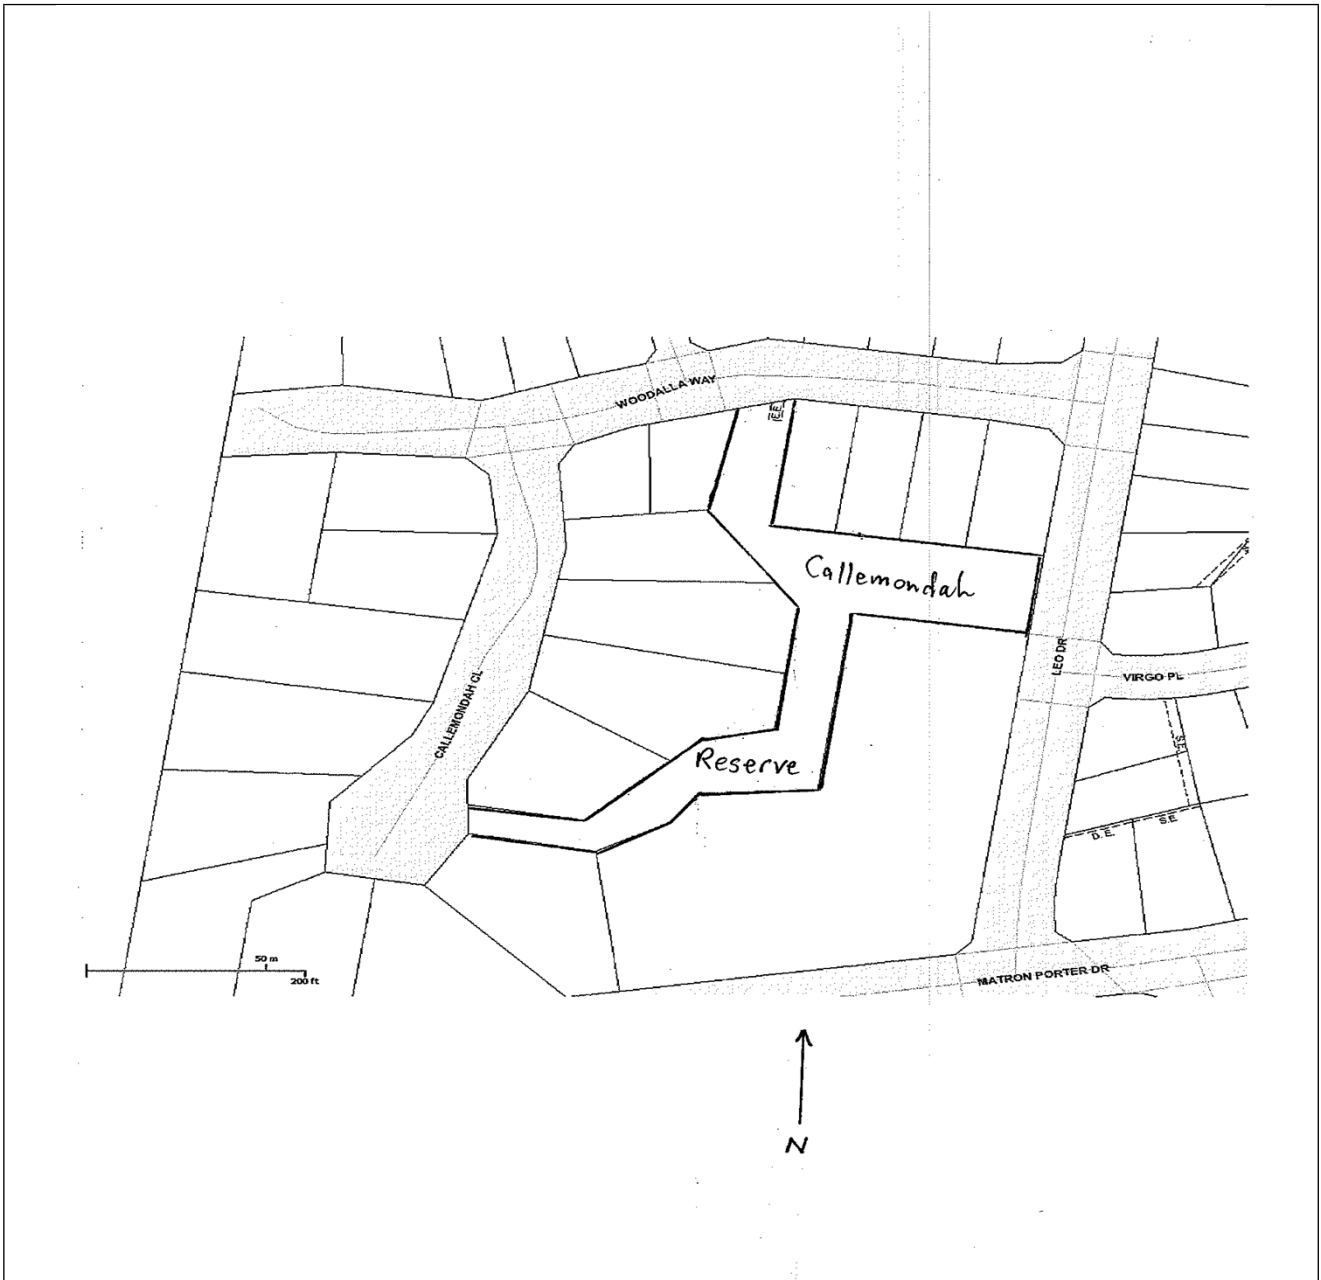 WOODALLA WAY
(E.E.
Callemondah
LEO DR
VIRGO PL
CALLEMONDAH CL
Reserve
S.E.
D. E.
S.E.
50 m
200 ft
MATRON PORTER DR
N